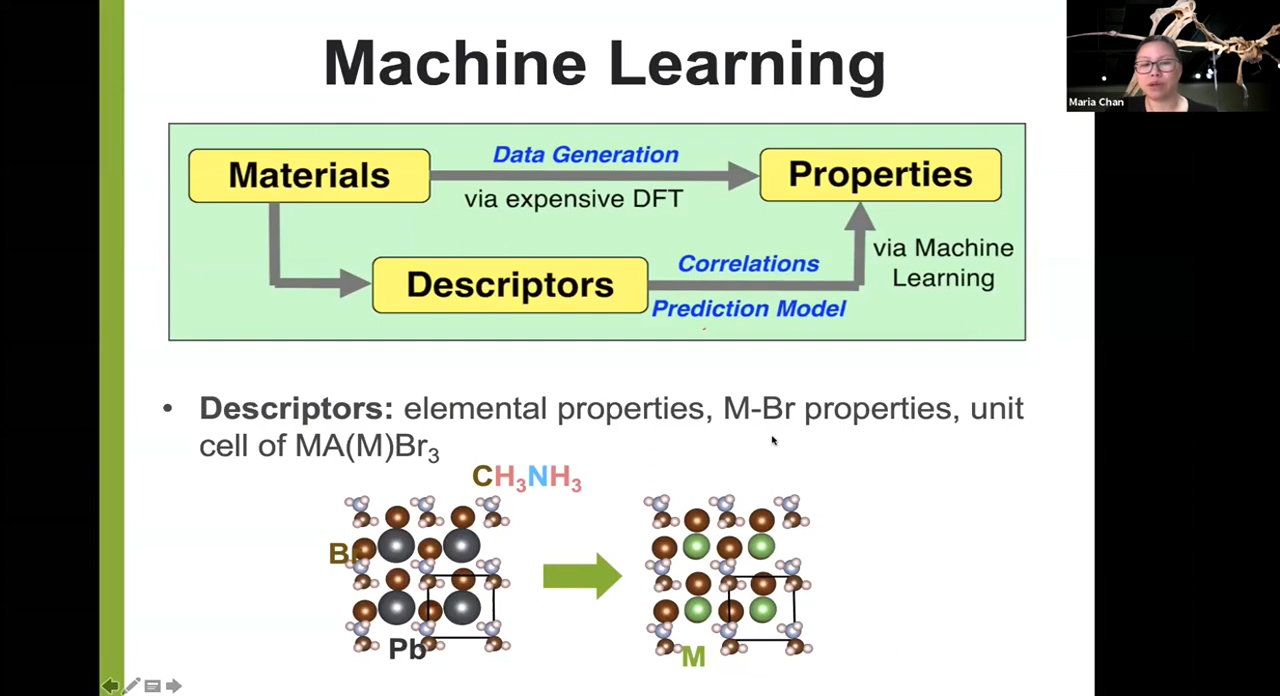 Machine Learning
Maria Chan
Materials
Data Generation
via expensive DFT
Properties
Descriptors
Correlations
Prediction Model
via Machine
Learning
• Descriptors: elemental properties, M-Br properties, unit
cell of MA(M)Br₃
CH₃NH₃
Br
Pb
M